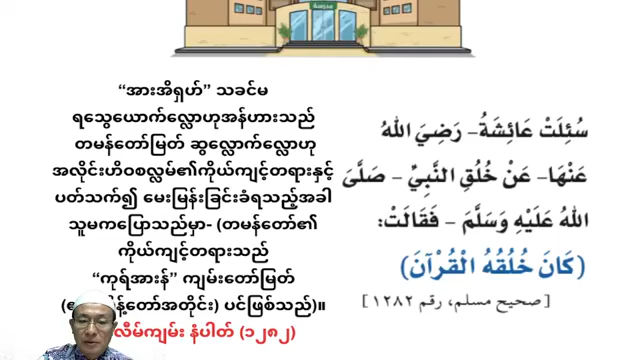 مدرسة
“အားအိရှဟ်” သခင်မ
ရသွေယောက်လ္လောဟုအန်ဟားသည်
တမန်တော်မြတ် ဆွလ္လောက်လ္လောဟု
အလိုင်းဟိဝစလ္လမ်၏ကိုယ်ကျင့်တရားနှင့်
ပတ်သက်၍ မေးမြန်းခြင်းခံရသည့်အခါ
သူမကပြောသည်မှာ- (တမန်တော်၏
ကိုယ်ကျင့်တရားသည်
“ကုရ်အားန်” ကျမ်းတော်မြတ်
တော်အတိုင်း) ပင်ဖြစ်သည်)။
လီမ်ကျမ်း နံပါတ် (၁၂၈၂)
سُئِلَتْ عَائِشَةُ – رَضِيَ اللهُ
عَنْهَا – عَنْ خُلُقِ النَّبِيِّ – صَلَّى
اللهُ عَلَيْهِ وَسَلَّمَ – فَقَالَتْ:
(كَانَ خُلُقُهُ الْقُرْآنَ)
[صحيح مسلم، رقم ١٢٨٢]